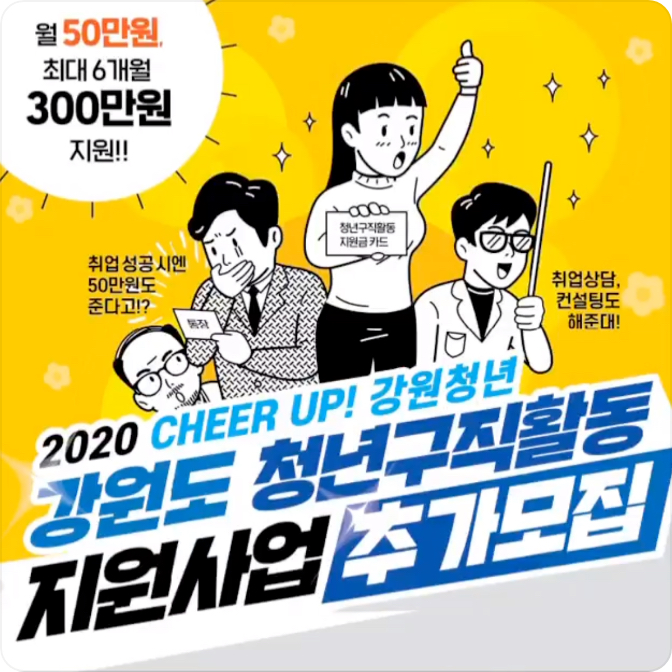 월 50만원,
최대 6개월
300만원
지원!!
청년구직활동
지원금 카드
취업 성공 시엔
50만원도
준다고!?
통장
취업상담,
컨설팅도
해준대!
2020 CHEER UP! 강원청년
강원도 청년구직활동
지원사업 추가모집